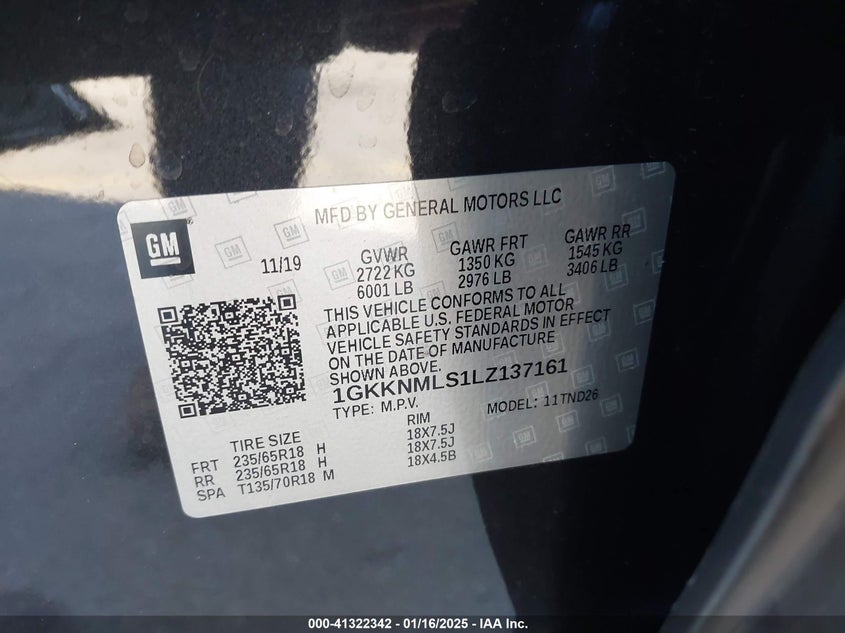 MFD BY GENERAL MOTORS LLC
GM
11/19
GVWR GAWR FRT GAWR RR
2722 KG 1350 KG 1545 KG
6001 LB 2976 LB 3406 LB
THIS VEHICLE CONFORMS TO ALL
APPLICABLE U.S. FEDERAL MOTOR
VEHICLE SAFETY STANDARDS IN EFFECT
ON THE DATE OF MANUFACTURE
SHOWN ABOVE.
1GKKNMLS1LZ137161
TYPE: M.P.V. MODEL: 11TND26
TIRE SIZE RIM
FRT 235/65R18 H 18X7.5J
RR 235/65R18 H 18X7.5J
SPA T135/70R18 M 18X4.5B
000-41322342 - 01/16/2025 - IAA Inc.